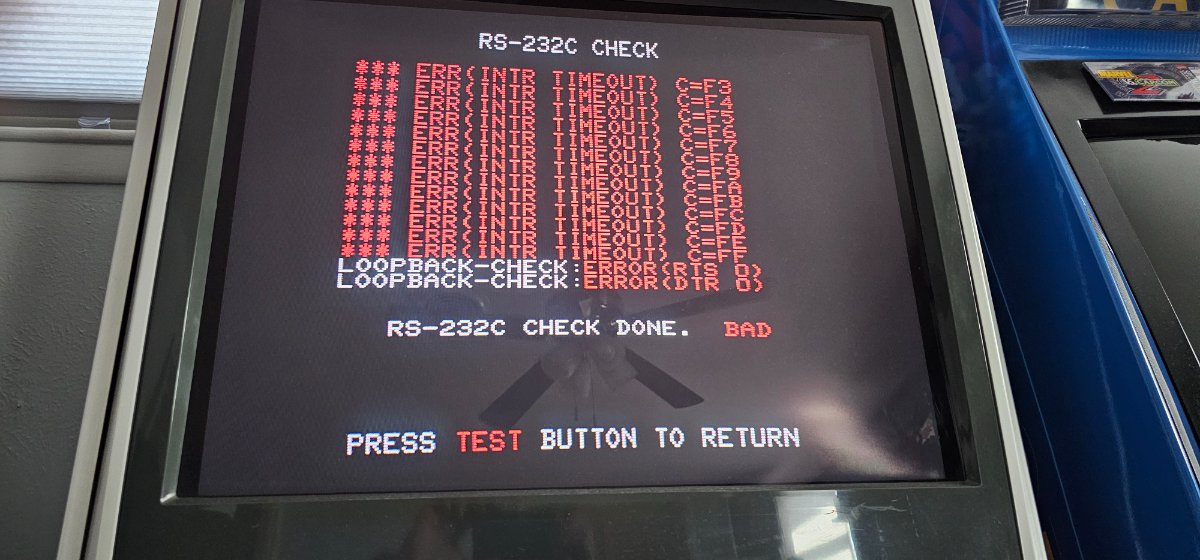 RS-232C CHECK
*** ERR(INTR TIMEOUT) C=F3
*** ERR(INTR TIMEOUT) C=F4
*** ERR(INTR TIMEOUT) C=F5
*** ERR(INTR TIMEOUT) C=F6
*** ERR(INTR TIMEOUT) C=F7
*** ERR(INTR TIMEOUT) C=F8
*** ERR(INTR TIMEOUT) C=F9
*** ERR(INTR TIMEOUT) C=FA
*** ERR(INTR TIMEOUT) C=FB
*** ERR(INTR TIMEOUT) C=FC
*** ERR(INTR TIMEOUT) C=FD
*** ERR(INTR TIMEOUT) C=FE
*** ERR(INTR TIMEOUT) C=FF
LOOPBACK-CHECK:ERROR(RTS 0)
LOOPBACK-CHECK:ERROR(DTR 0)
RS-232C CHECK DONE. BAD
PRESS TEST BUTTON TO RETURN
MARVEL